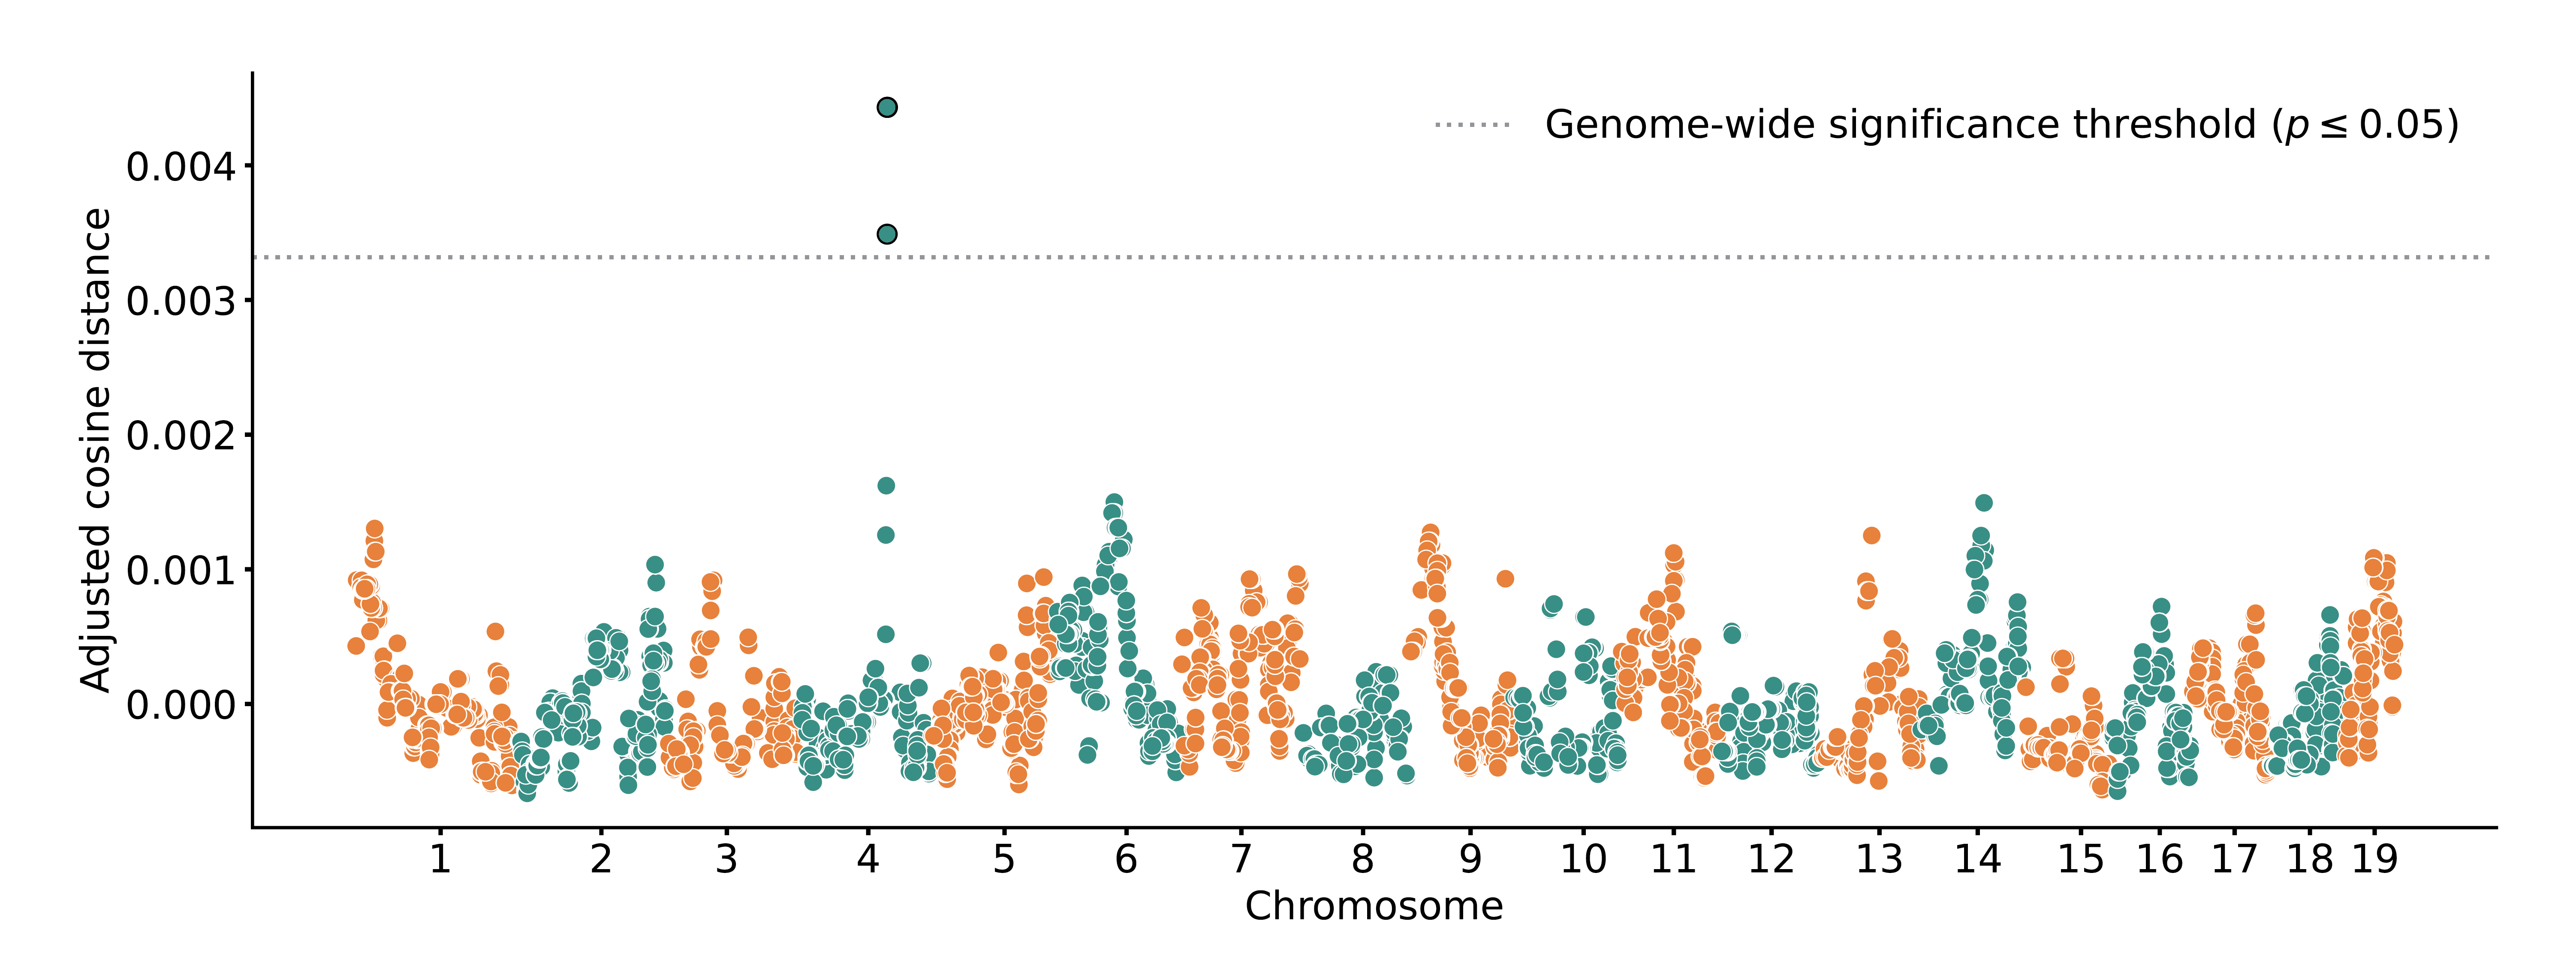 Genome-wide significance threshold (p ≤ 0.05)
Adjusted cosine distance
0.004
0.003
0.002
0.001
0.000
1 2 3 4 5 6 7 8 9 10 11 12 13 14 15 16 17 18 19
Chromosome